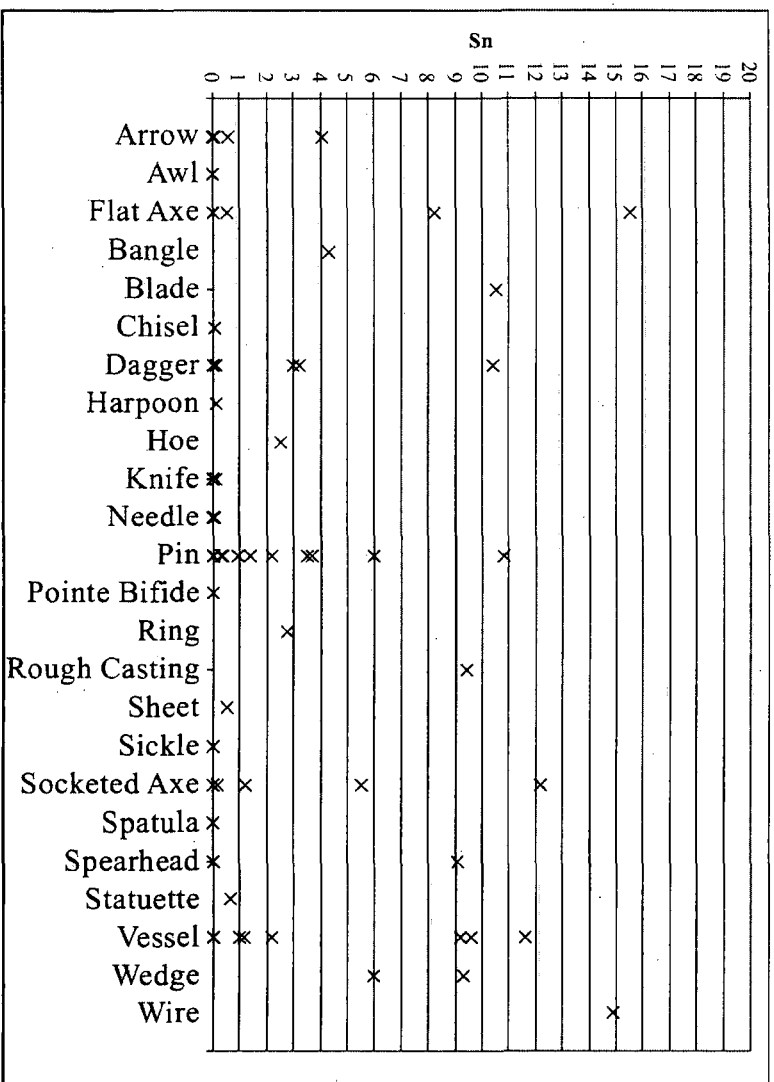 Sn
0 1 2 3 4 5 6 7 8 9 10 11 12 13 14 15 16 17 18 19 20
Arrow
Awl
Flat Axe
Bangle
Blade
Chisel
Dagger
Harpoon
Hoe
Knife
Needle
Pin
Pointe Bifide
Ring
Rough Casting
Sheet
Sickle
Socketed Axe
Spatula
Spearhead
Statuette
Vessel
Wedge
Wire